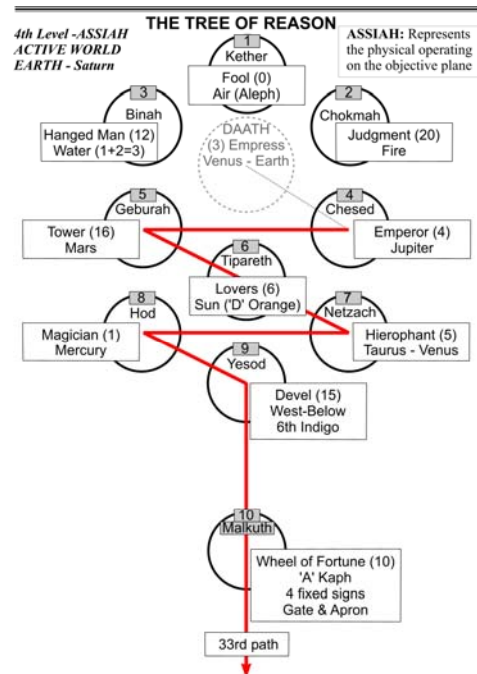 THE TREE OF REASON
4th Level -ASSIAH
ACTIVE WORLD
EARTH - Saturn
ASSIAH: Represents
the physical operating
on the objective plane
1
Kether
Fool (0)
Air (Aleph)
3
Binah
Hanged Man (12)
Water (1+2=3)
2
Chokmah
Judgment (20)
Fire
DAATH
(3) Empress
Venus - Earth
5
Geburah
Tower (16)
Mars
4
Chesed
Emperor (4)
Jupiter
6
Tipareth
Lovers (6)
Sun ('D' Orange)
8
Hod
Magician (1)
Mercury
7
Netzach
Hierophant (5)
Taurus - Venus
9
Yesod
Devel (15)
West-Below
6th Indigo
10
'Malkuth'
Wheel of Fortune (10)
'A' Kaph
4 fixed signs
Gate & Apron
33rd path